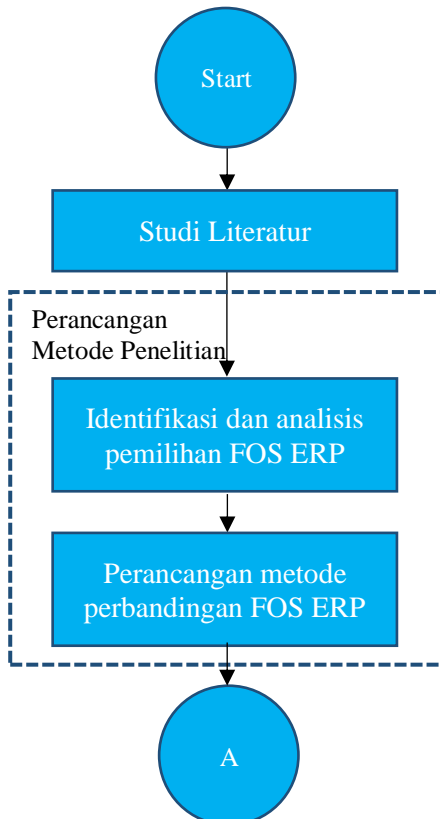 Start
Studi Literatur
Perancangan
Metode Penelitian
Identifikasi dan analisis
pemilihan FOS ERP
Perancangan metode
perbandingan FOS ERP
A